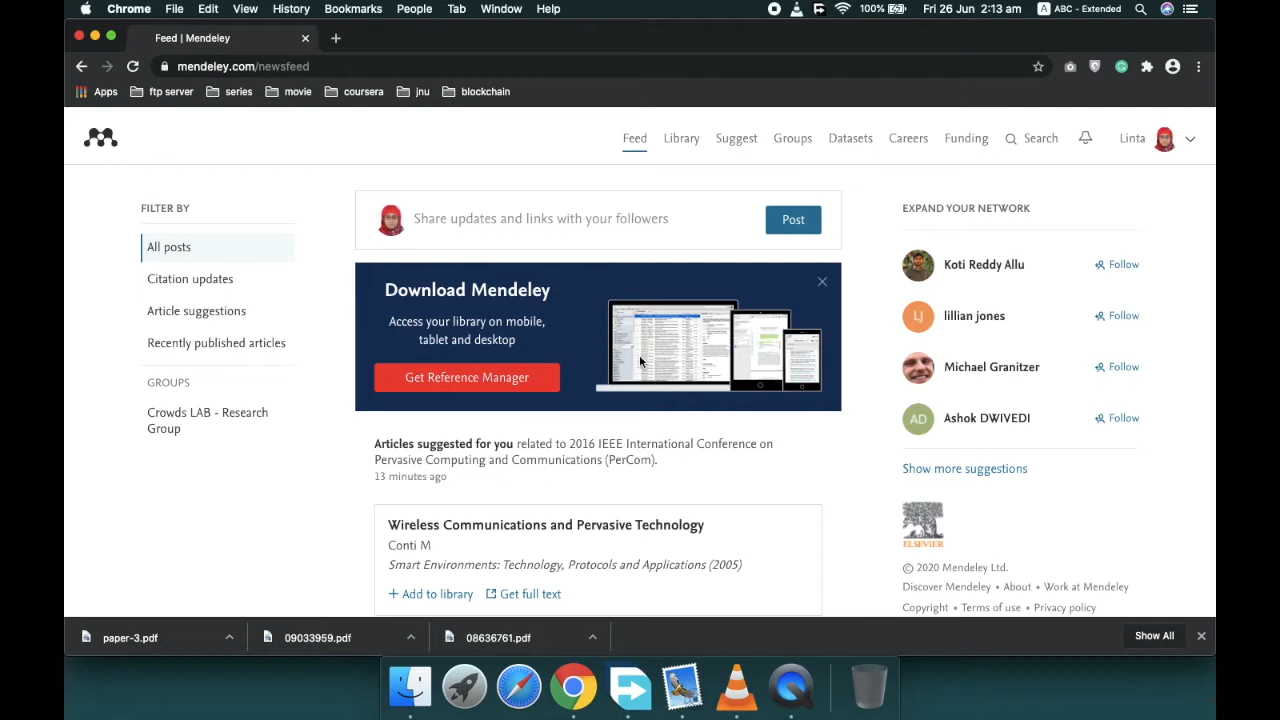 Chrome File Edit View History Bookmarks People Tab Window Help 100% Fri 26 Jun 2:13 am A ABC - Extended
Feed | Mendeley
mendeley.com/newsfeed
Apps ftp server series movie coursera jnu blockchain
Feed Library Suggest Groups Datasets Careers Funding Search Linta
FILTER BY
All posts
Citation updates
Article suggestions
Recently published articles
GROUPS
Crowds LAB - Research
Group
Share updates and links with your followers Post
Download Mendeley
Access your library on mobile,
tablet and desktop
Get Reference Manager
Articles suggested for you related to 2016 IEEE International Conference on
Pervasive Computing and Communications (PerCom).
13 minutes ago
Wireless Communications and Pervasive Technology
Conti M
Smart Environments: Technology, Protocols and Applications (2005)
+ Add to library Get full text
EXPAND YOUR NETWORK
Koti Reddy Allu Follow
LJ lillian jones Follow
Michael Granitzer Follow
AD Ashok DWIVEDI Follow
Show more suggestions
ELSEVIER
© 2020 Mendeley Ltd.
Discover Mendeley • About • Work at Mendeley
Copyright • Terms of use • Privacy policy
paper-3.pdf 09033959.pdf 08636761.pdf Show All